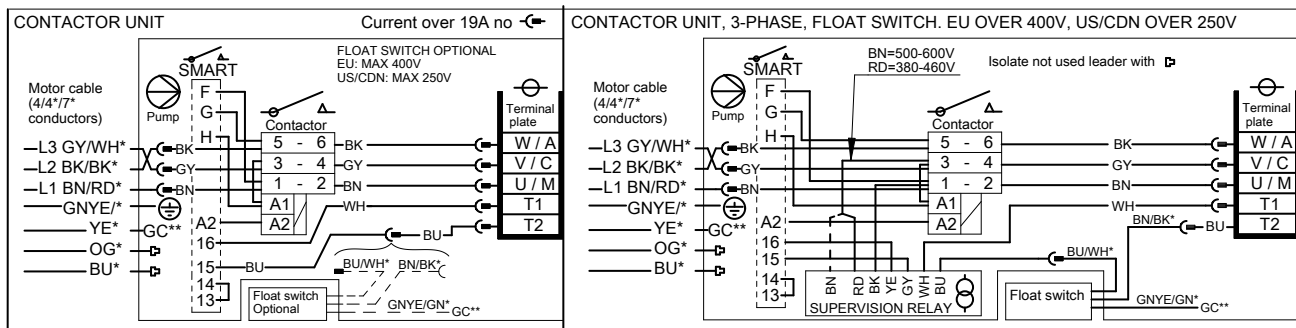 CONTACTOR UNIT
Current over 19A no
FLOAT SWITCH OPTIONAL
EU: MAX 400V
US/CDN: MAX 250V
SMART
Motor cable
(4/4*/7*
conductors)
Pump
F
G
H
Contactor
Terminal
plate
5 - 6
BK
W / A
L3 GY/WH*
BK
3 - 4
GY
V / C
L2 BK/BK*
GY
1 - 2
BN
U / M
L1 BN/RD*
BN
A1
WH
T1
GNYE/*
A2
A2
T2
YE*
GC**
16
BU
OG*
15
BU
BU/WH*
BN/BK*
BU*
14
13
Float switch
Optional
GNYE/GN*
GC**
CONTACTOR UNIT, 3-PHASE, FLOAT SWITCH. EU OVER 400V, US/CDN OVER 250V
BN=500-600V
RD=380-460V
Isolate not used leader with
SMART
Motor cable
(4/4*/7*
conductors)
Pump
F
G
H
Contactor
Terminal
plate
5 - 6
BK
W / A
L3 GY/WH*
BK
3 - 4
GY
V / C
L2 BK/BK*
GY
1 - 2
BN
U / M
L1 BN/RD*
BN
A1
WH
T1
GNYE/*
A2
A2
BN/BK*
BU
T2
YE*
GC**
16
OG*
15
BU/WH*
BU*
14
13
BN
RD
BK
YE
GY
WH
BU
SUPERVISION RELAY
Float switch
GNYE/GN*
GC**